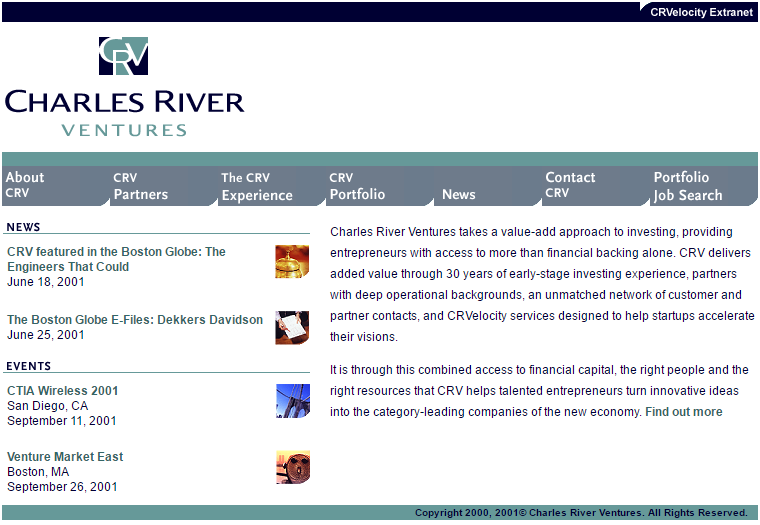 CRVelocity Extranet
CRV
CHARLES RIVER
VENTURES
About
CRV
CRV
Partners
The CRV
Experience
CRV
Portfolio
News
Contact
CRV
Portfolio
Job Search
NEWS
CRV featured in the Boston Globe: The
Engineers That Could
June 18, 2001
The Boston Globe E-Files: Dekkers Davidson
June 25, 2001
EVENTS
CTIA Wireless 2001
San Diego, CA
September 11, 2001
Venture Market East
Boston, MA
September 26, 2001
Charles River Ventures takes a value-add approach to investing, providing
entrepreneurs with access to more than financial backing alone. CRV delivers
added value through 30 years of early-stage investing experience, partners
with deep operational backgrounds, an unmatched network of customer and
partner contacts, and CRVelocity services designed to help startups accelerate
their visions.
It is through this combined access to financial capital, the right people and the
right resources that CRV helps talented entrepreneurs turn innovative ideas
into the category-leading companies of the new economy. Find out more
Copyright 2000, 2001© Charles River Ventures. All Rights Reserved.